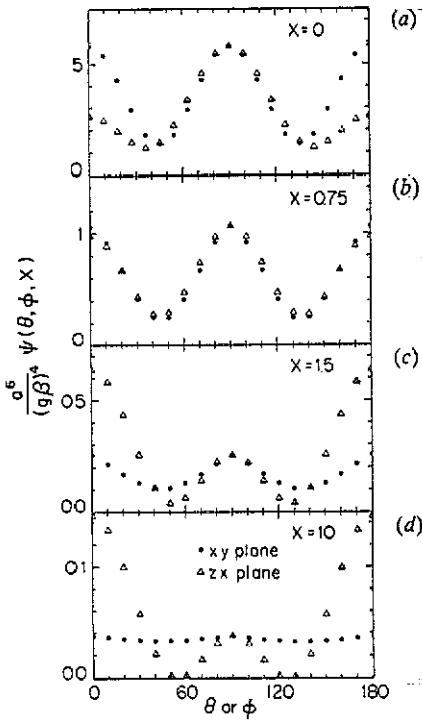 X=0
(a)
5
0
X=0.75
(b)
1
0
a⁶/(gβ)⁴ ψ(θ,φ,X)
X=1.5
(c)
0.5
0.0
X=10
(d)
• xy plane
△ zx plane
0.1
0.0
0 60 120 180
θ or φ